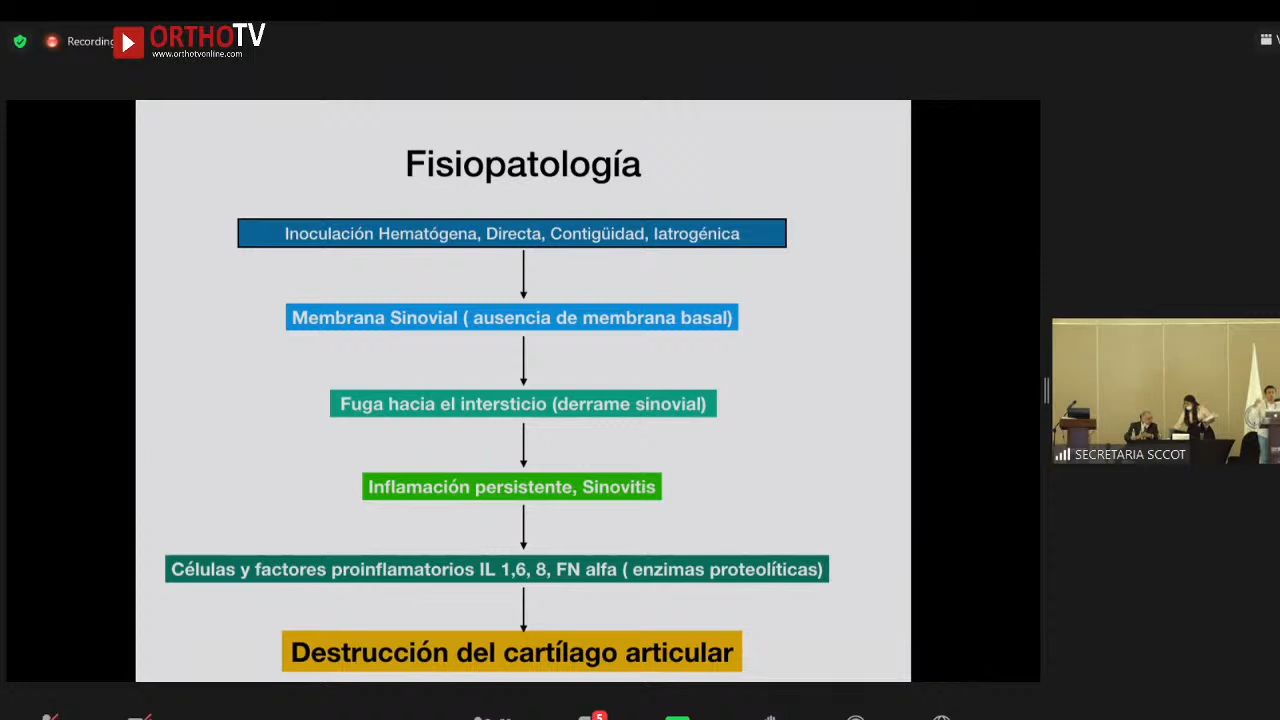 Recording
ORTHOTV
www.orthotvonline.com
Fisiopatología
Inoculación Hematógena, Directa, Contigüidad, Iatrogénica
Membrana Sinovial ( ausencia de membrana basal)
Fuga hacia el intersticio (derrame sinovial)
Inflamación persistente, Sinovitis
Células y factores proinflamatorios IL 1,6, 8, FN alfa ( enzimas proteolíticas)
Destrucción del cartílago articular
SECRETARIA SCCOT
5